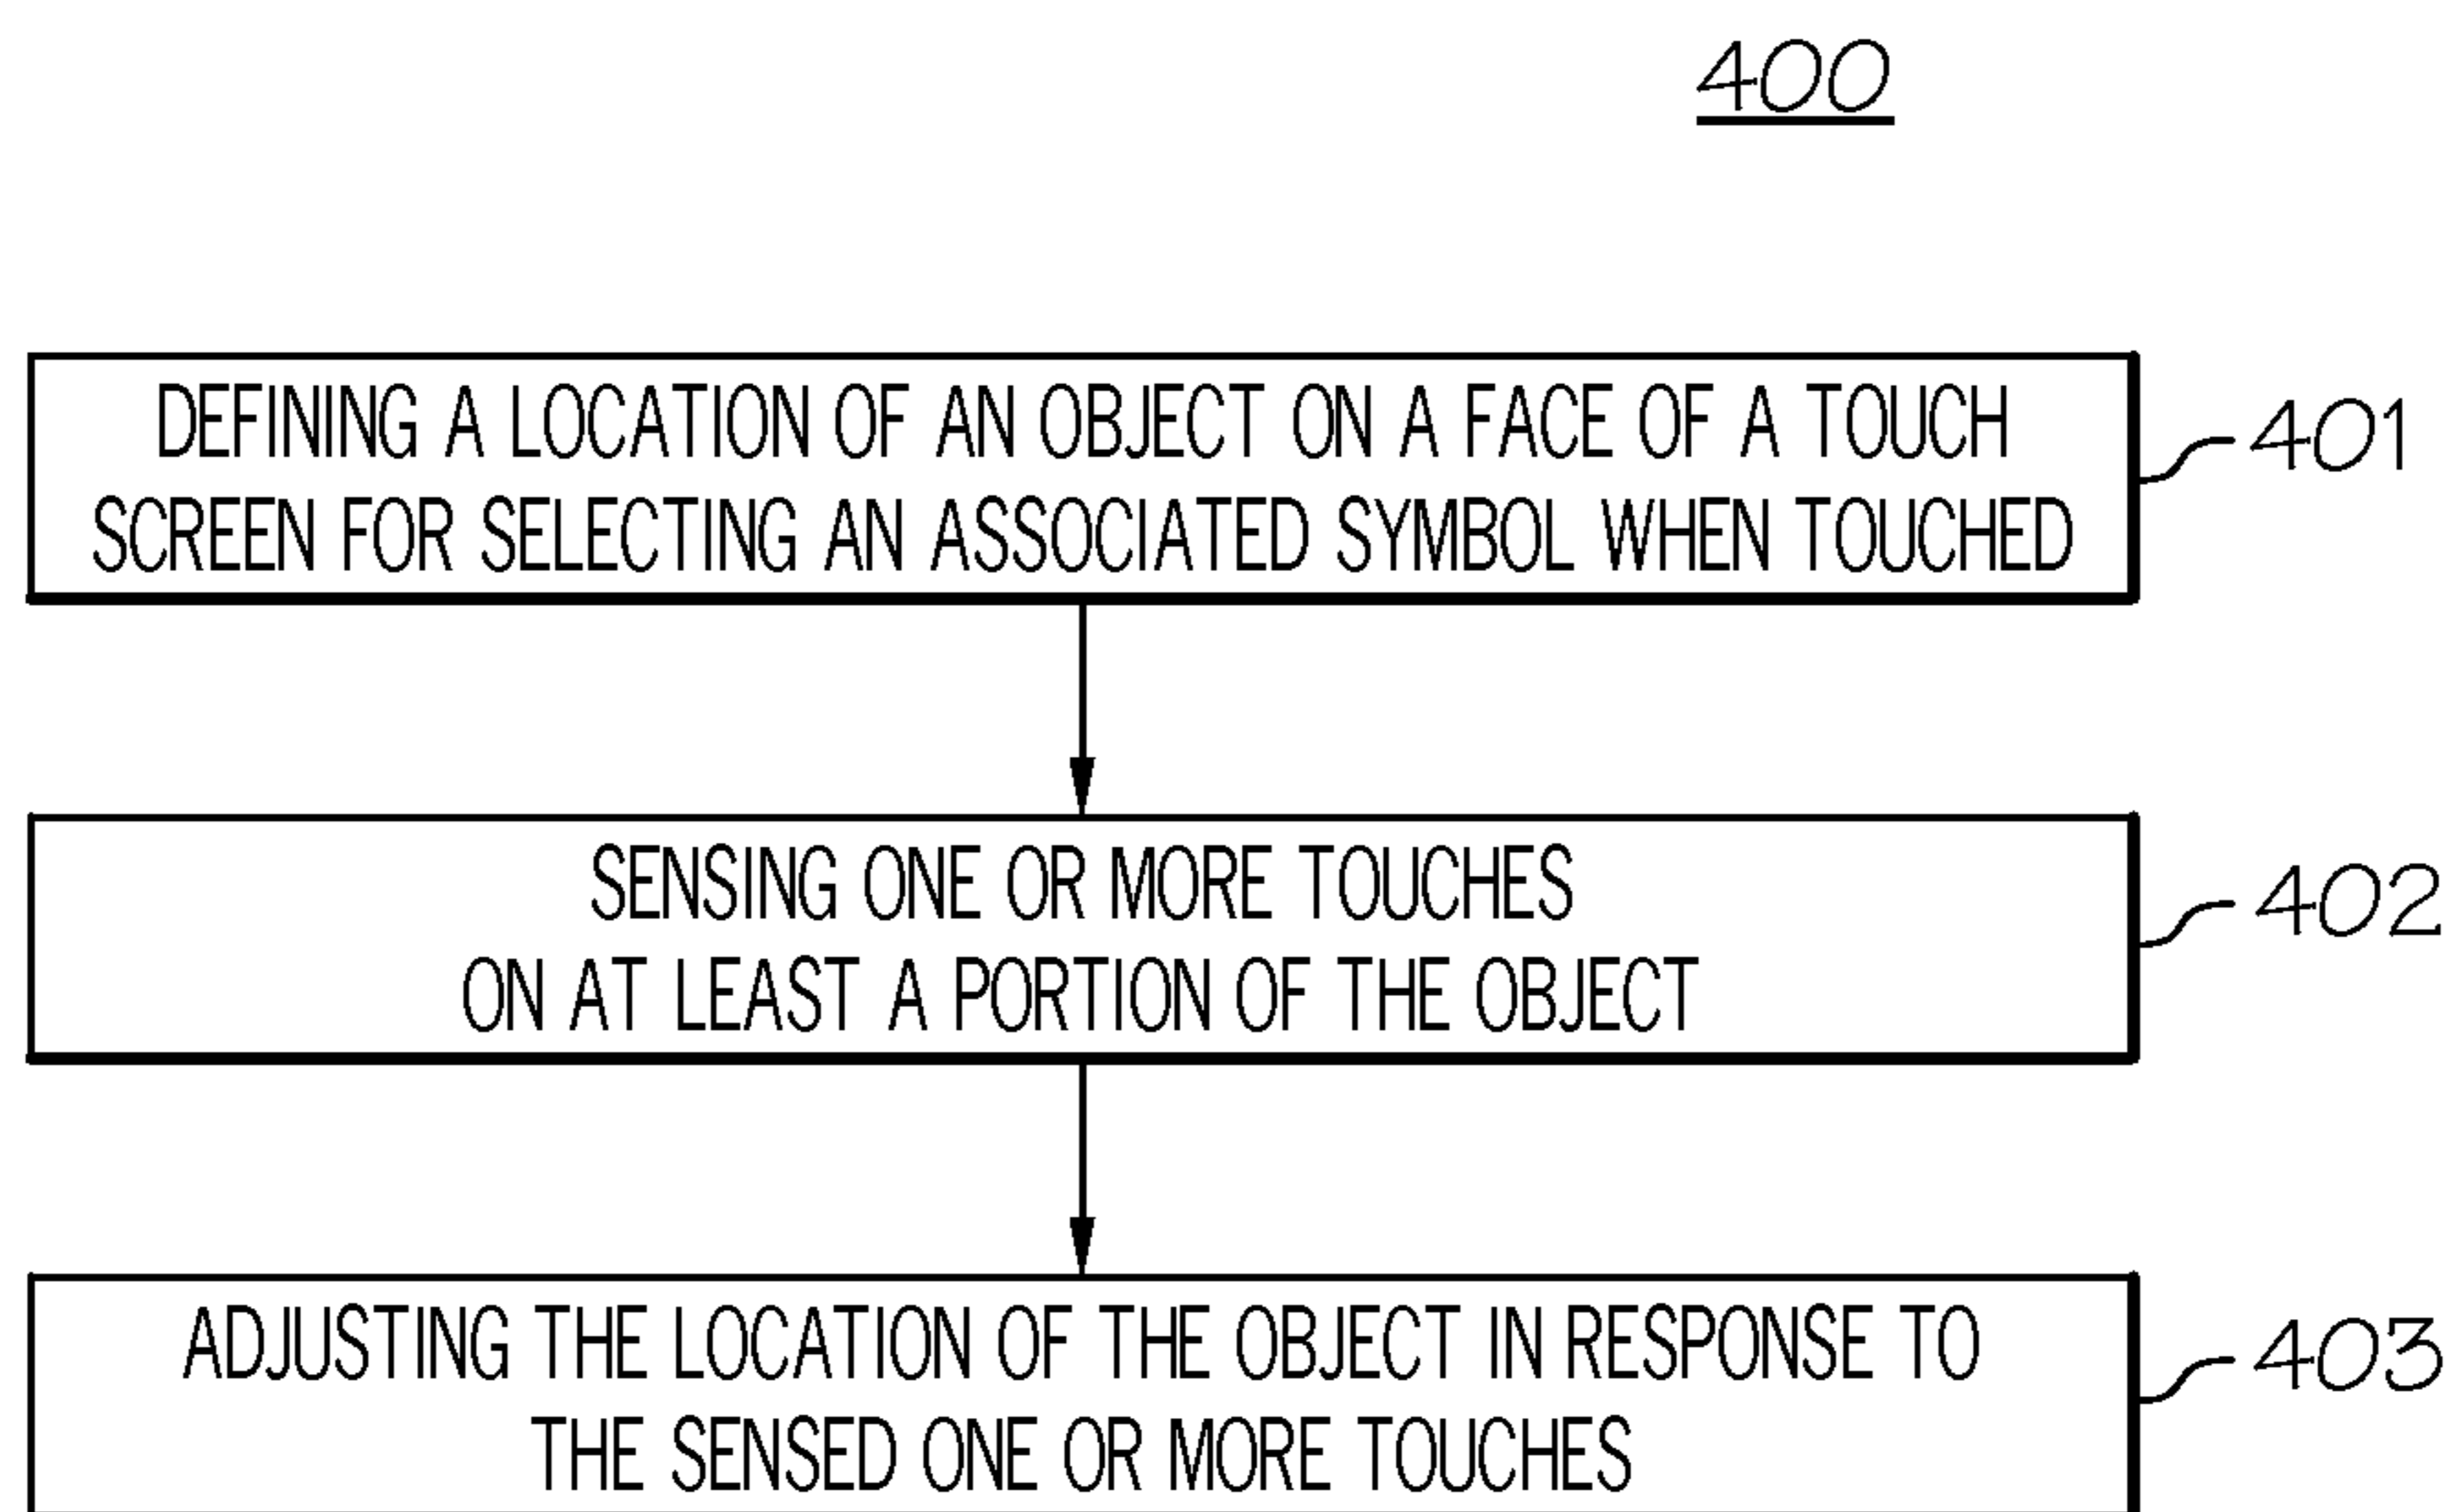 400
DEFINING A LOCATION OF AN OBJECT ON A FACE OF A TOUCH
SCREEN FOR SELECTING AN ASSOCIATED SYMBOL WHEN TOUCHED
401
SENSING ONE OR MORE TOUCHES
ON AT LEAST A PORTION OF THE OBJECT
402
ADJUSTING THE LOCATION OF THE OBJECT IN RESPONSE TO
THE SENSED ONE OR MORE TOUCHES
403